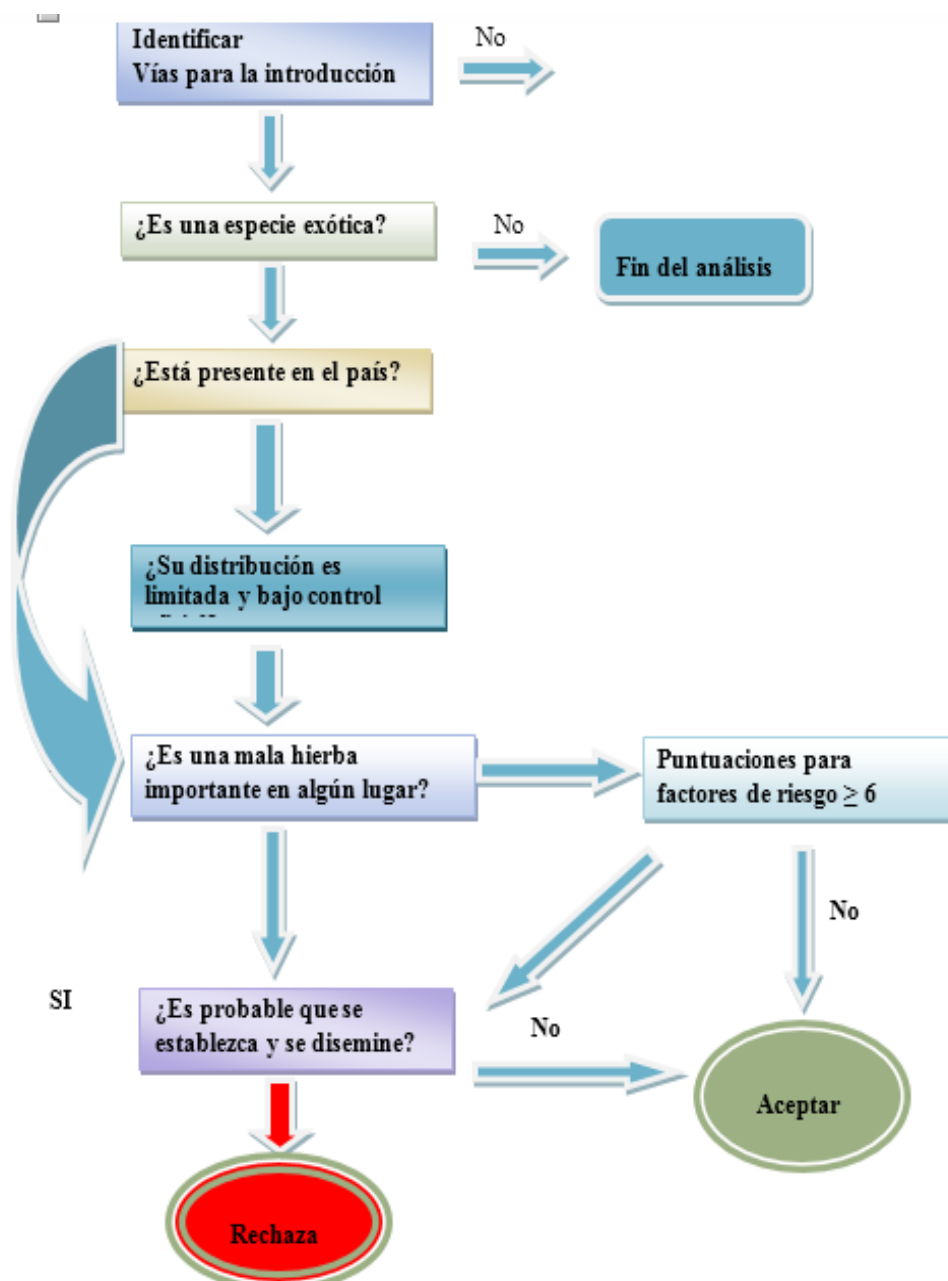 Identificar
No
Vías para la introducción
¿Es una especie exótica?
No
Fin del análisis
¿Está presente en el país?
¿Su distribución es
limitada y bajo control
¿Es una mala hierba
importante en algún lugar?
Puntuaciones para
factores de riesgo ≥ 6
No
SI
¿Es probable que se
establezca y se disemine?
No
Aceptar
Rechaza